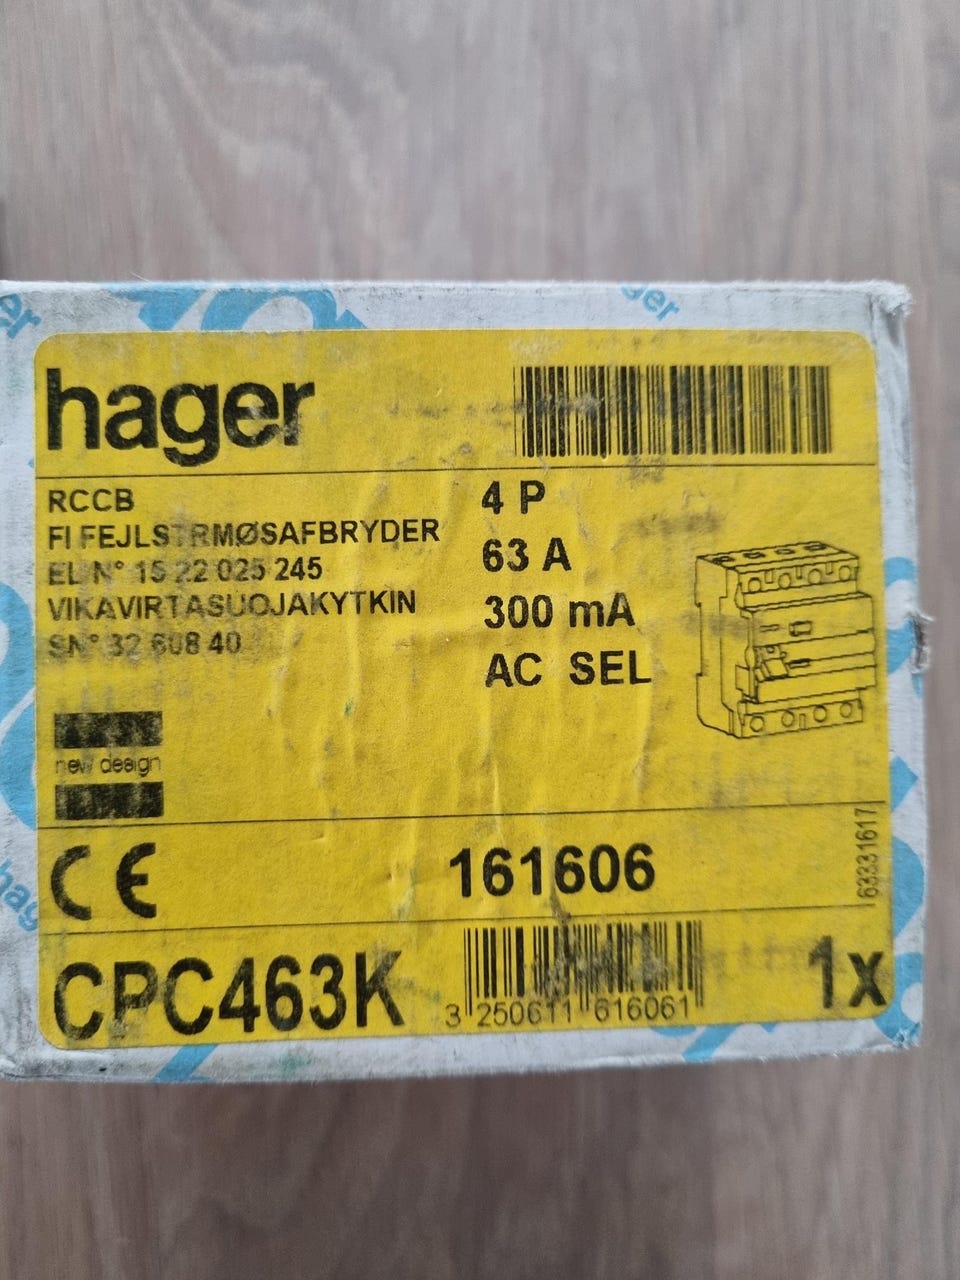 hager
RCCB
FI FEJLSTRMØSAFBRYDER
EL N° 15 22 025 245
VIKAVIRTASUOJAKYTKIN
SN° 32 608 40
4 P
63 A
300 mA
AC SEL
new design
63331617
CE
161606
CPC463K
3 250611 616061
1x